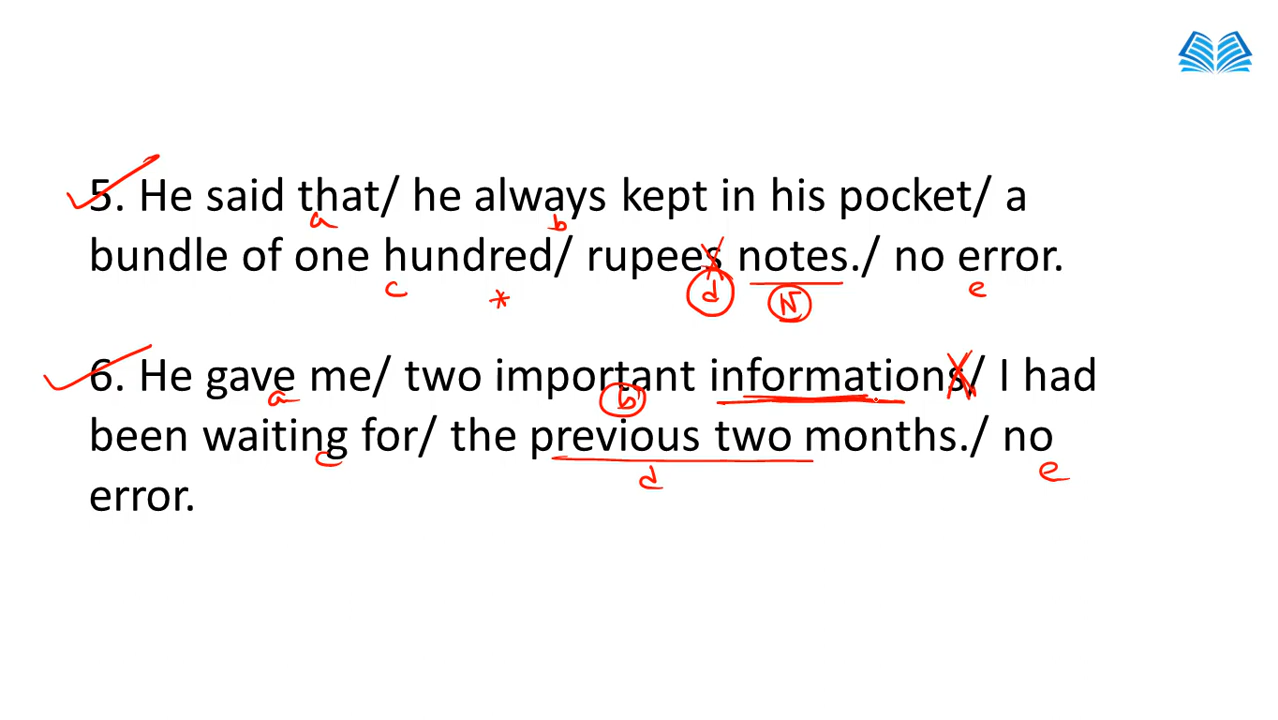 5. He said that/ he always kept in his pocket/ a
a b
bundle of one hundred/ rupees notes./ no error.
c * d N e
6. He gave me/ two important informations/ I had
a b
been waiting for/ the previous two months./ no
c d e
error.